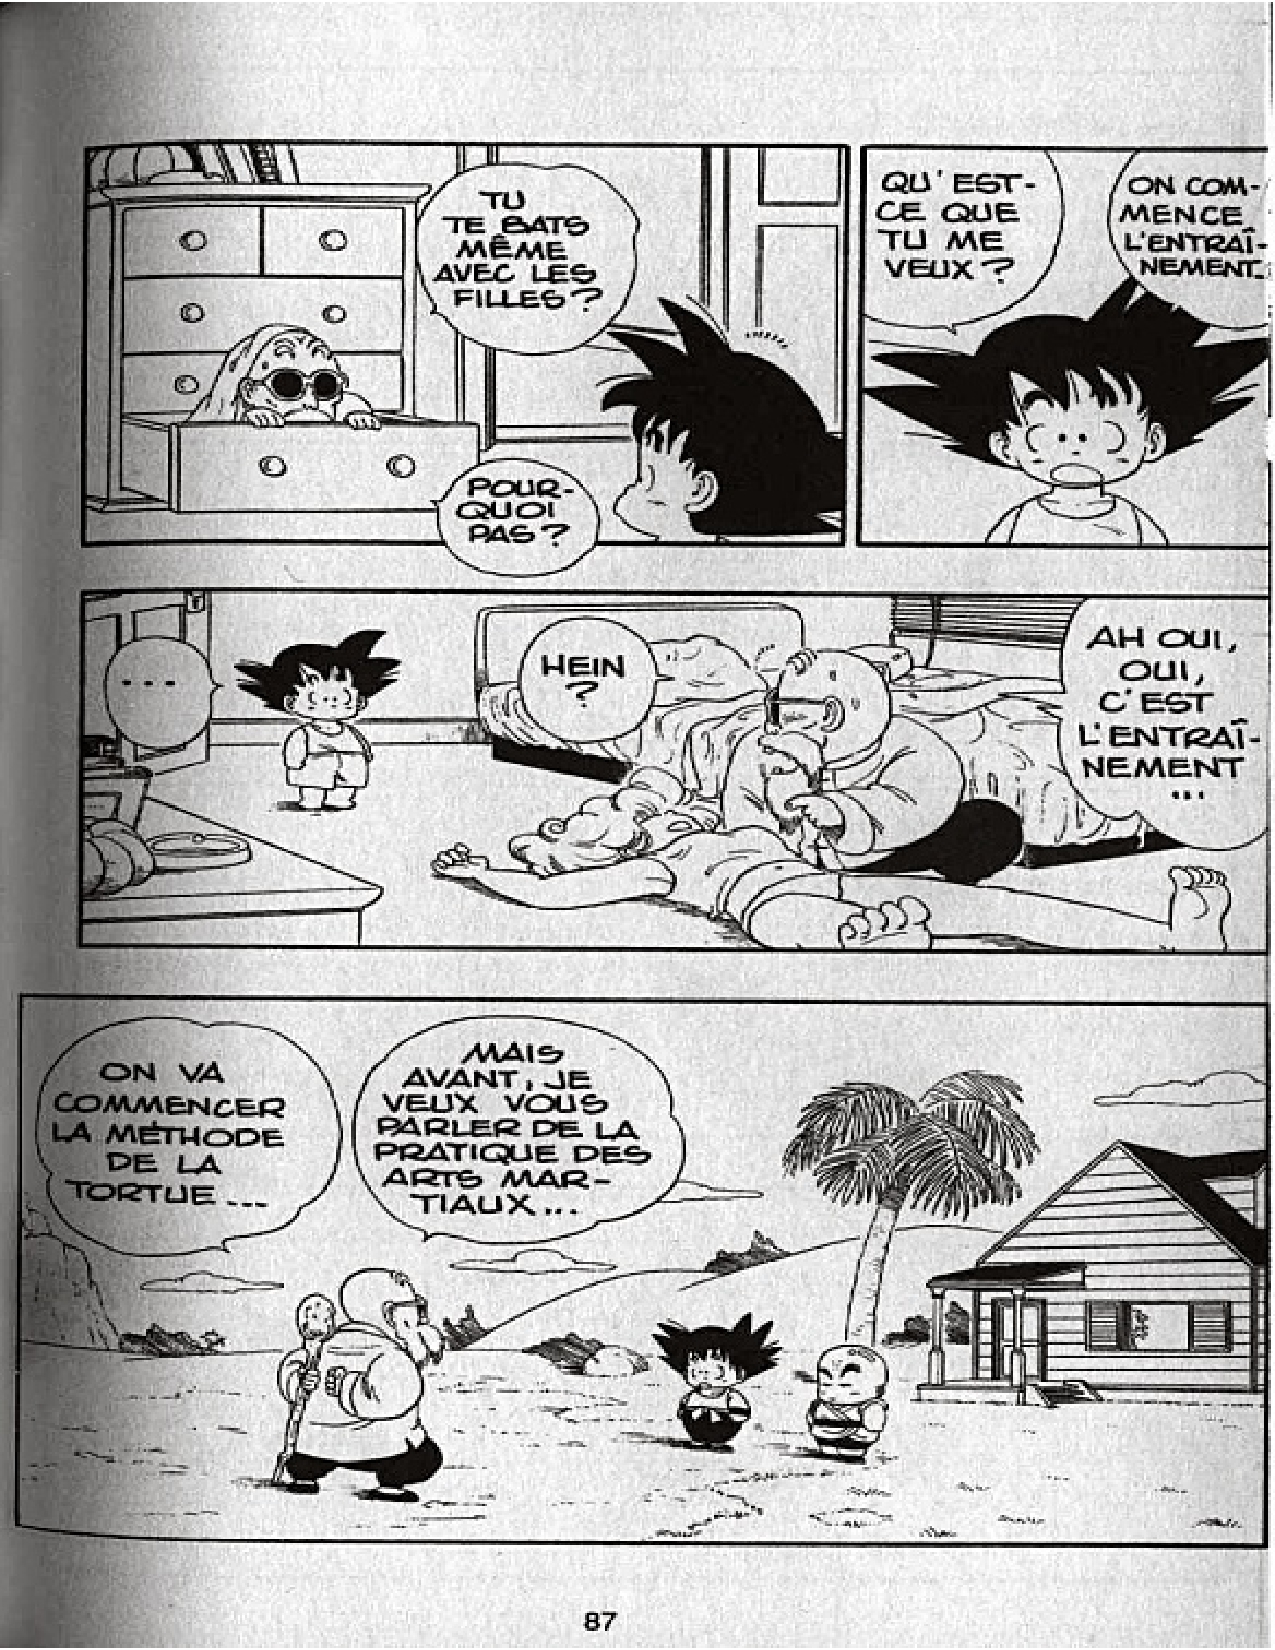 TU
TE BATS
MÊME
AVEC LES
FILLES?
POUR-
QUOI
PAS?
QU'EST-
CE QUE
TU ME
VEUX?
ON COM-
MENCE
L'ENTRAÎ-
NEMENT
---
HEIN
?
AH OUI,
OUI,
C'EST
L'ENTRAÎ-
NEMENT
...
ON VA
COMMENCER
LA MÉTHODE
DE LA
TORTUE...
MAIS
AVANT, JE
VEUX VOUS
PARLER DE LA
PRATIQUE DES
ARTS MAR-
TIAUX...
87